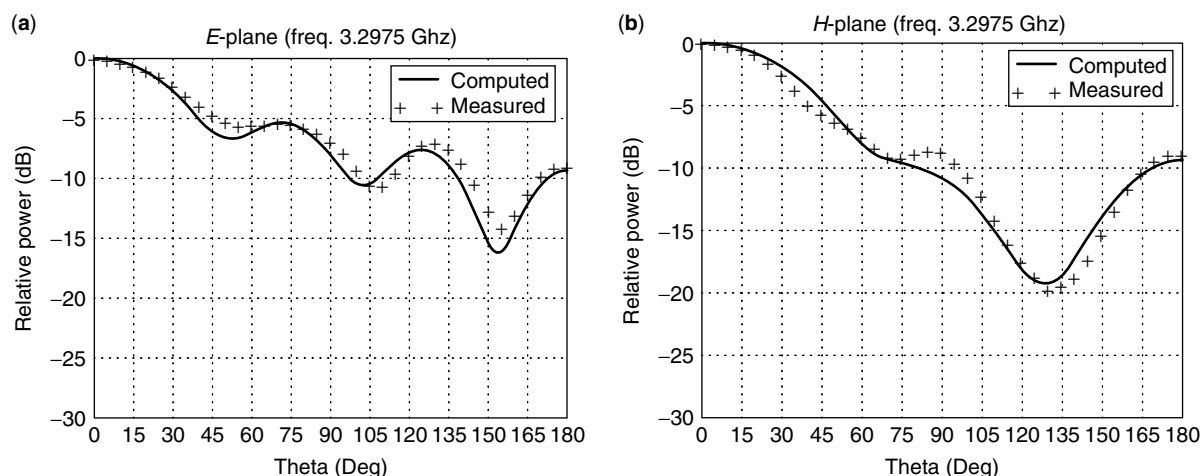 (a)
E-plane (freq. 3.2975 Ghz)
Computed
+ + Measured
Relative power (dB)
0
−5
−10
−15
−20
−25
−30
0 15 30 45 60 75 90 105 120 135 150 165 180
Theta (Deg)
(b)
H-plane (freq. 3.2975 Ghz)
Computed
+ + Measured
Relative power (dB)
0
−5
−10
−15
−20
−25
−30
0 15 30 45 60 75 90 105 120 135 150 165 180
Theta (Deg)